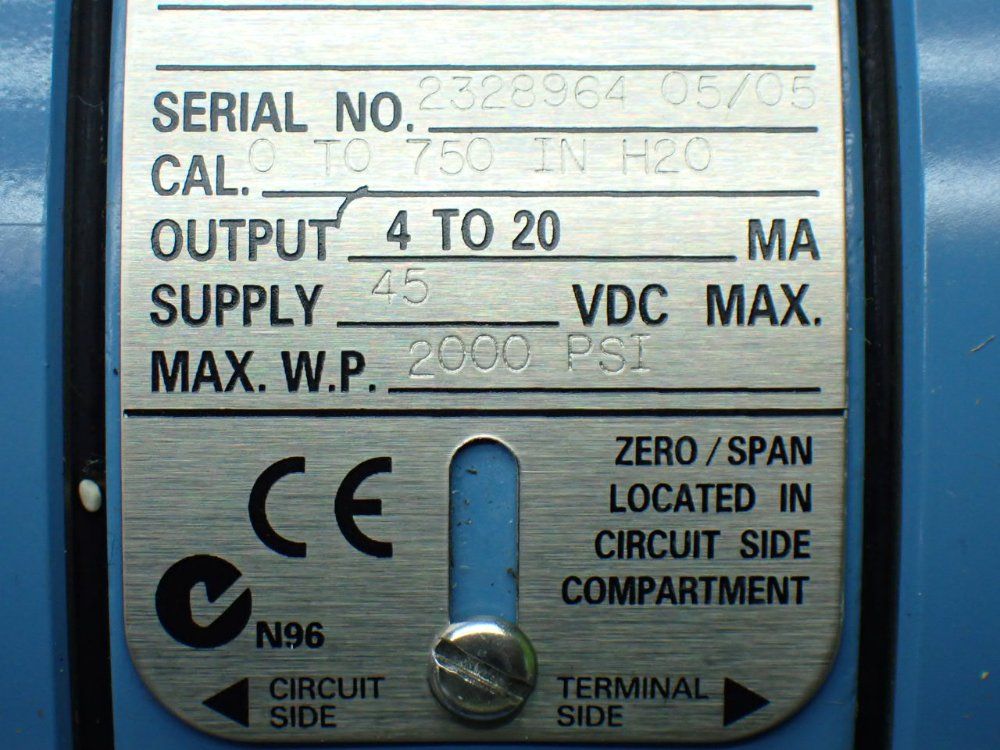 SERIAL NO. 2328964 05/05
CAL. 0 TO 750 IN H2O
OUTPUT 4 TO 20 MA
SUPPLY 45 VDC MAX.
MAX. W.P. 2000 PSI
CE
ZERO / SPAN
LOCATED IN
CIRCUIT SIDE
COMPARTMENT
N96
CIRCUIT
SIDE
TERMINAL
SIDE